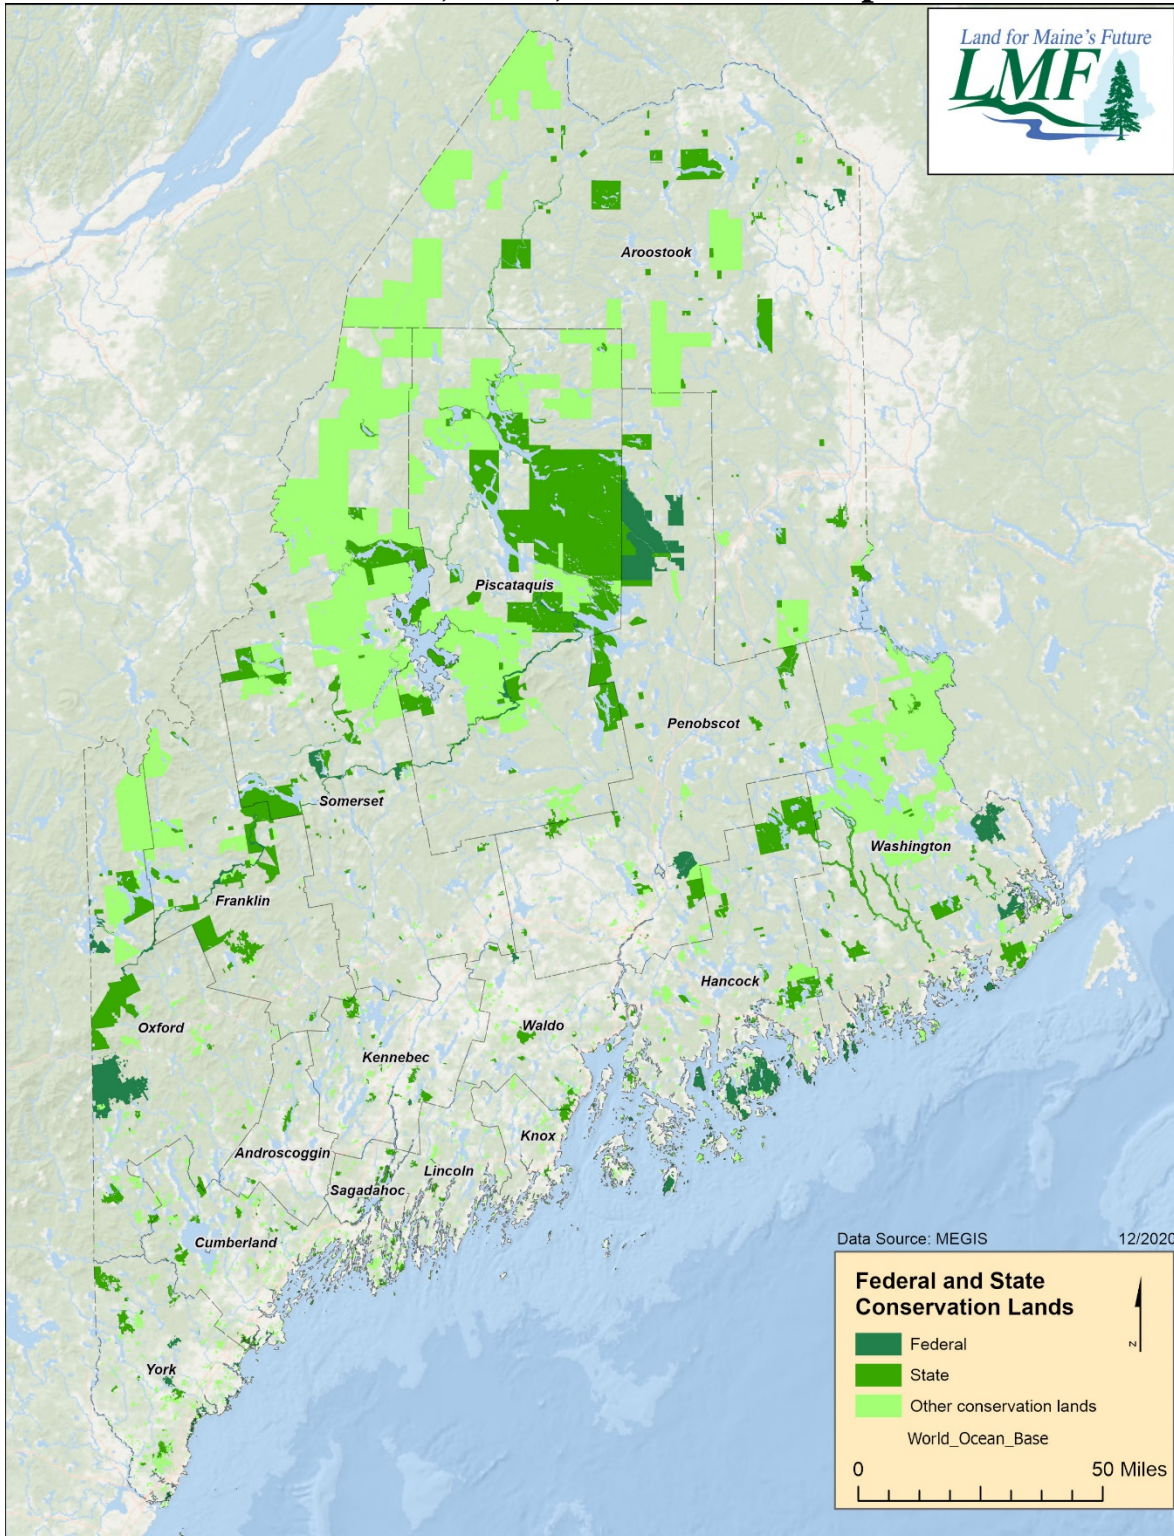 Land for Maine's Future
LMF
Aroostook
Piscataquis
Penobscot
Somerset
Washington
Franklin
Hancock
Oxford
Waldo
Kennebec
Knox
Androscoggin
Lincoln
Sagadahoc
Cumberland
York
Data Source: MEGIS 12/2020
Federal and State
Conservation Lands
N
Federal
State
Other conservation lands
World_Ocean_Base
0 50 Miles